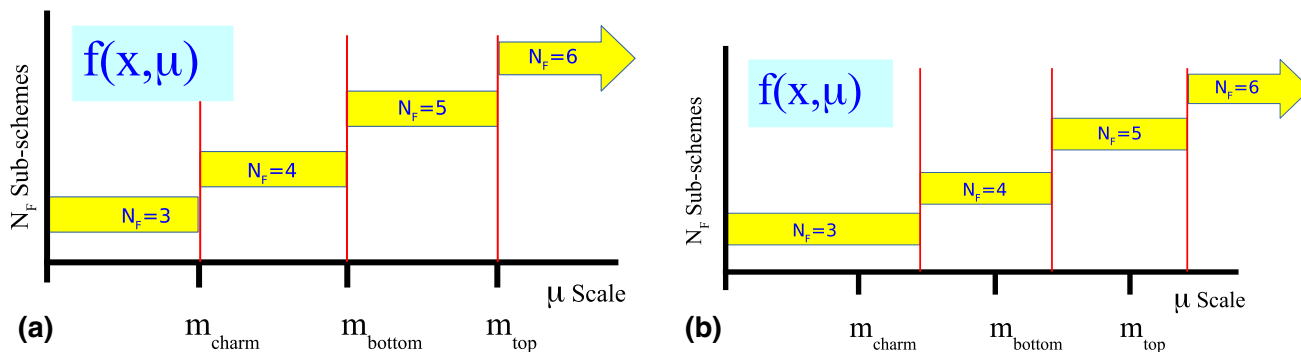 f(x,μ)
N_F=6
N_F=5
N_F=4
N_F=3
N_F Sub-schemes
μ Scale
(a)
m_charm
m_bottom
m_top
f(x,μ)
N_F=6
N_F=5
N_F=4
N_F=3
N_F Sub-schemes
μ Scale
(b)
m_charm
m_bottom
m_top